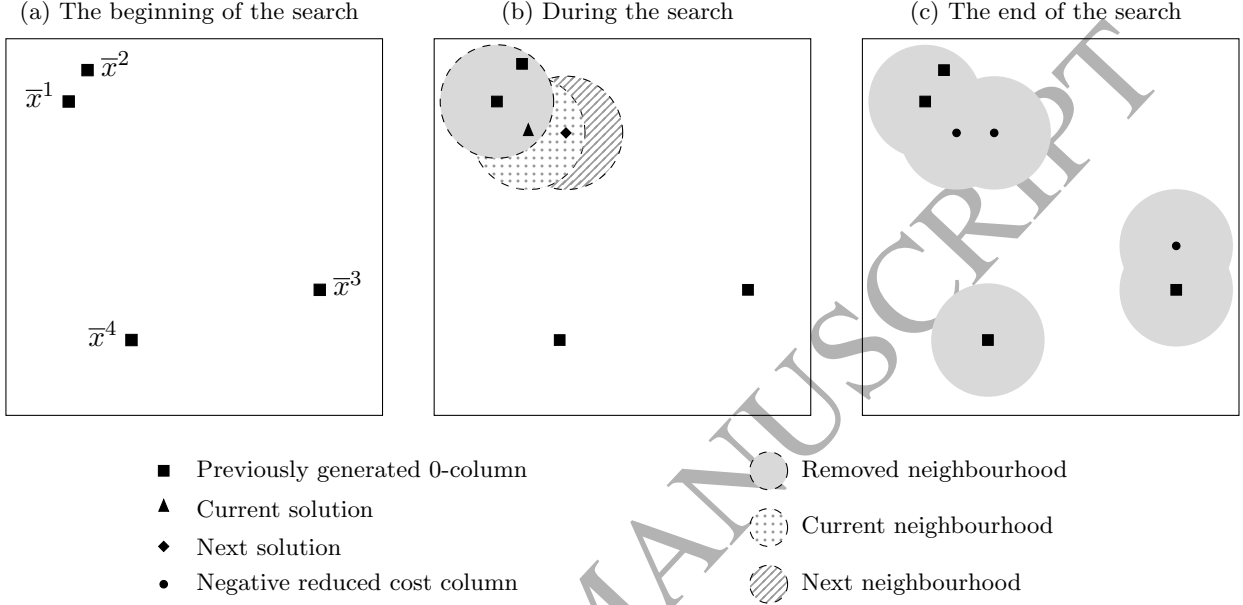 (a) The beginning of the search
(b) During the search
(c) The end of the search
x̅²
x̅¹
x̅³
x̅⁴
Previously generated 0-column
Current solution
Next solution
Negative reduced cost column
Removed neighbourhood
Current neighbourhood
Next neighbourhood
MANUSCRIPT